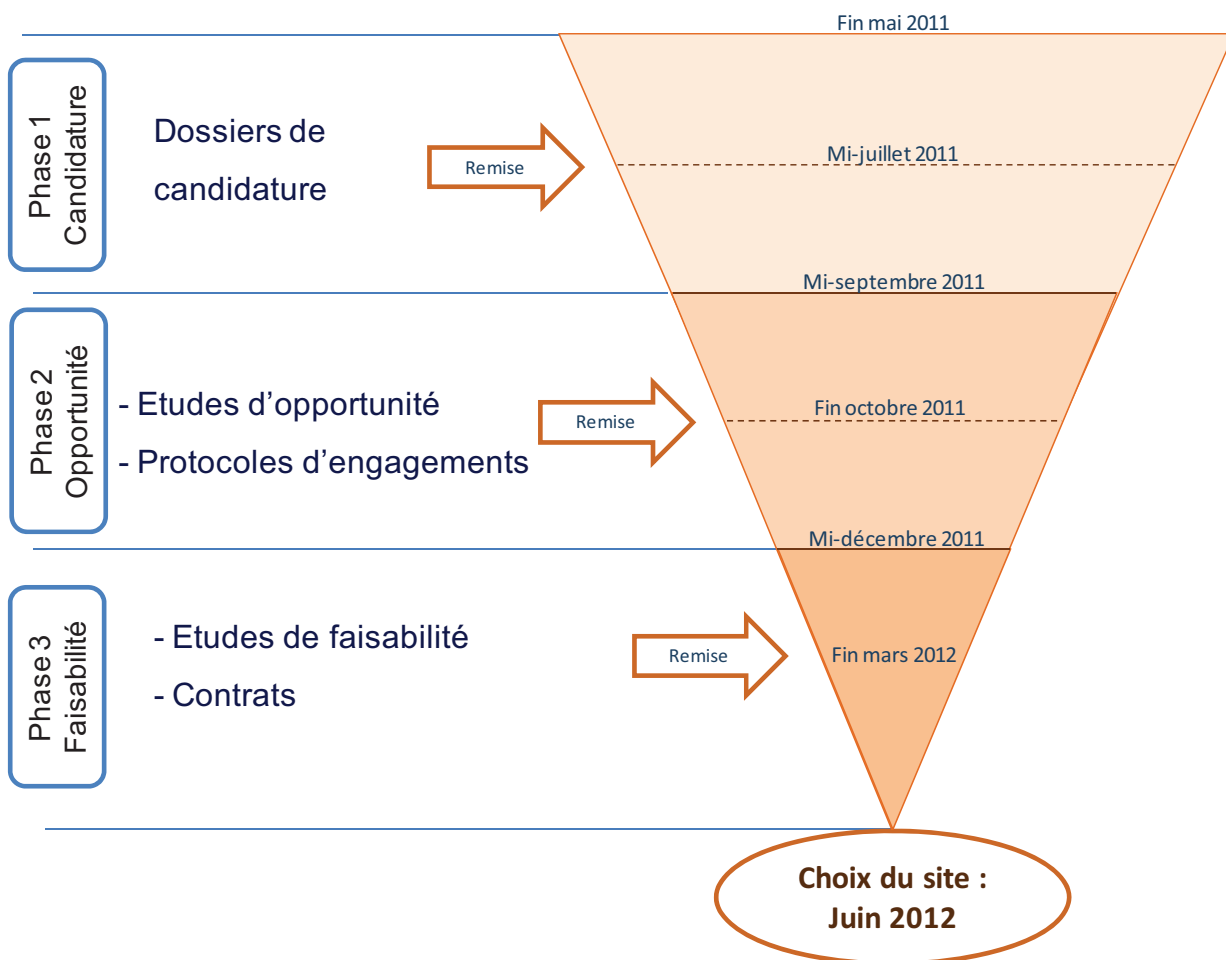 Fin mai 2011
Phase 1
Candidature
Dossiers de
candidature
Remise
Mi-juillet 2011
Mi-septembre 2011
Phase 2
Opportunité
- Etudes d’opportunité
- Protocoles d’engagements
Remise
Fin octobre 2011
Mi-décembre 2011
Phase 3
Faisabilité
- Etudes de faisabilité
- Contrats
Remise
Fin mars 2012
Choix du site :
Juin 2012